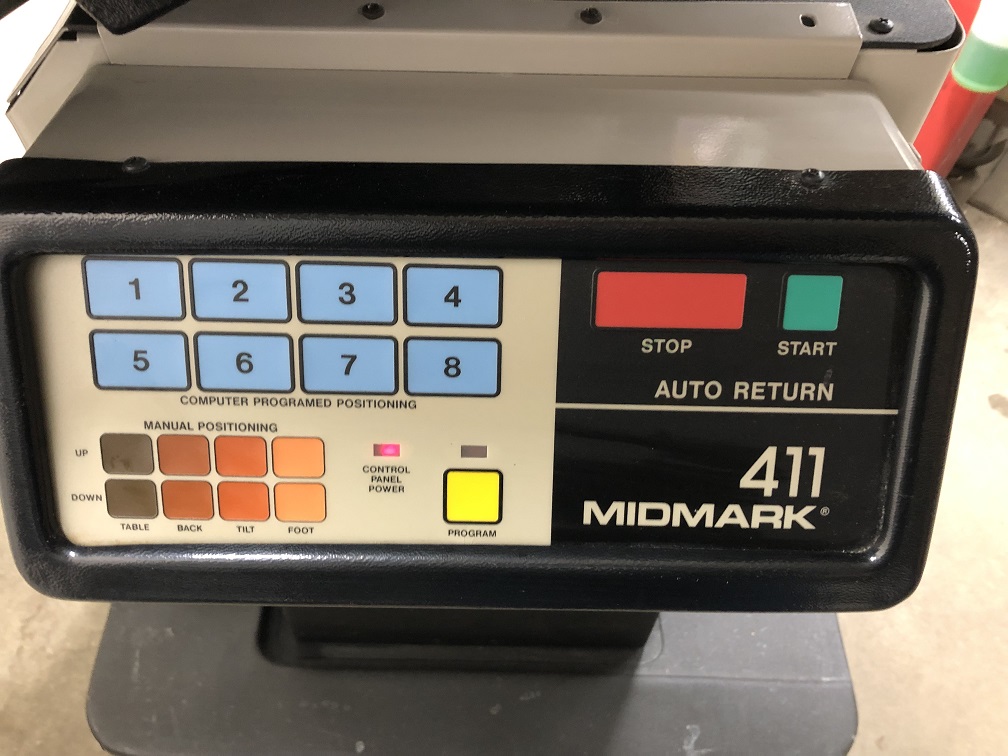 1 2 3 4
5 6 7 8
COMPUTER PROGRAMED POSITIONING
MANUAL POSITIONING
UP
DOWN
TABLE BACK TILT FOOT
CONTROL
PANEL
POWER
PROGRAM
STOP START
AUTO RETURN
411
MIDMARK®